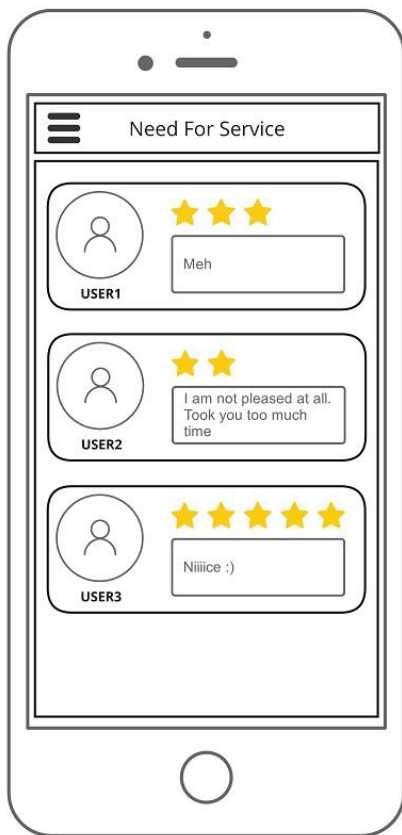 Need For Service
Meh
USER1
I am not pleased at all.
Took you too much
time
USER2
Niiiice :)
USER3